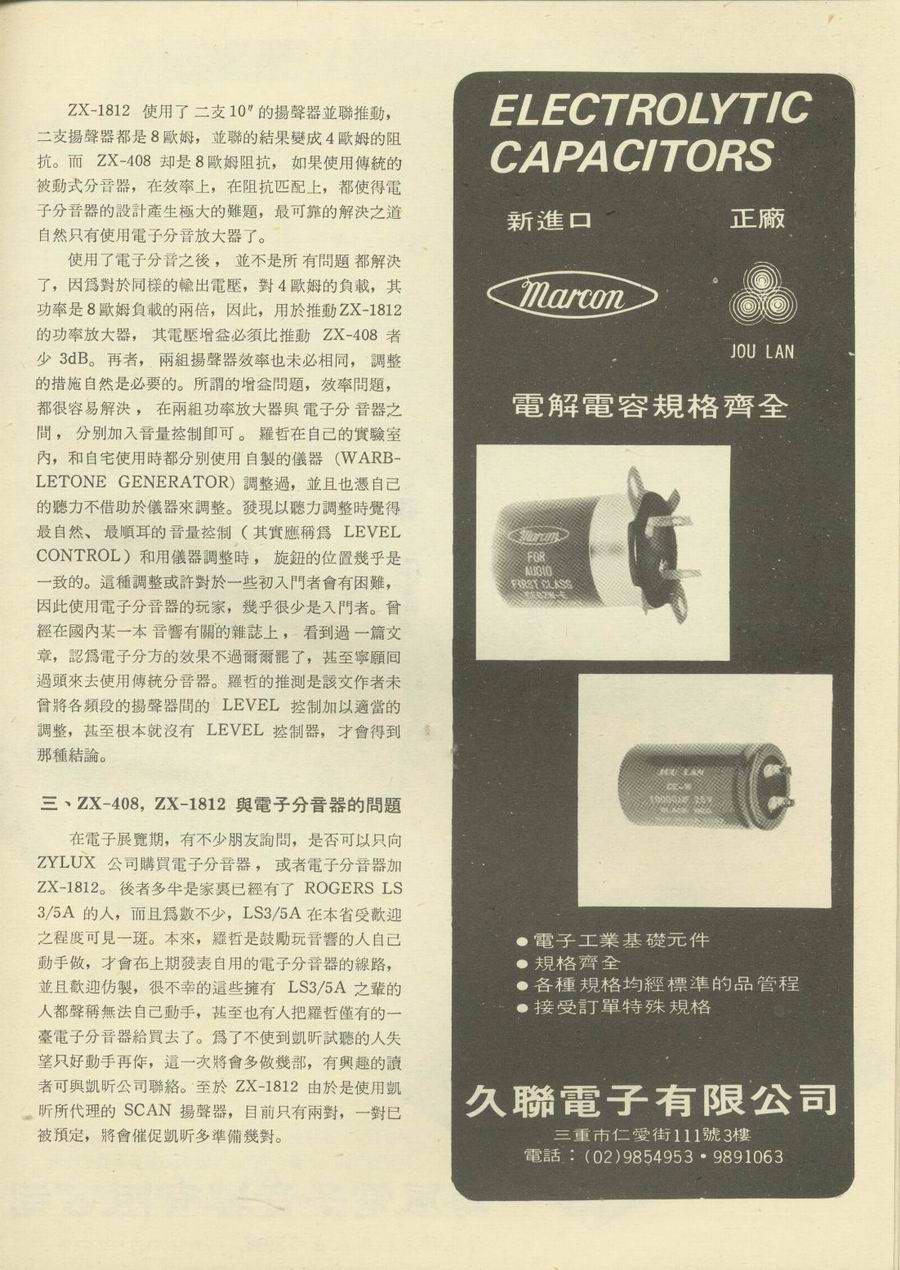 ZX-1812 使用了二支10〞的揚聲器並聯推動，
二支揚聲器都是8歐姆，並聯的結果變成4歐姆的阻
抗。而 ZX-408 却是8歐姆阻抗，如果使用傳統的
被動式分音器，在效率上，在阻抗匹配上，都使得電
子分音器的設計產生極大的難題，最可靠的解決之道
自然只有使用電子分音放大器了。
使用了電子分音之後，並不是所有問題都解決
了，因爲對於同樣的輸出電壓，對4歐姆的負載，其
功率是8歐姆負載的兩倍，因此，用於推動ZX-1812
的功率放大器，其電壓增益必須比推動 ZX-408 者
少 3dB。再者，兩組揚聲器效率也未必相同，調整
的措施自然是必要的。所謂的增益問題，效率問題，
都很容易解決，在兩組功率放大器與電子分音器之
間，分別加入音量控制即可。羅哲在自己的實驗室
內，和自宅使用時都分別使用自製的儀器 (WARB-
LETONE GENERATOR) 調整過，並且也憑自己
的聽力不借助於儀器來調整。發現以聽力調整時覺得
最自然、最順耳的音量控制（其實應稱爲 LEVEL
CONTROL）和用儀器調整時，旋鈕的位置幾乎是
一致的。這種調整或許對於一些初入門者會有困難，
因此使用電子分音器的玩家，幾乎很少是入門者。曾
經在國內某一本音響有關的雜誌上，看到過一篇文
章，認爲電子分方的效果不過爾爾罷了，甚至寧願回
過頭來去使用傳統分音器。羅哲的推測是該文作者未
曾將各頻段的揚聲器間的 LEVEL 控制加以適當的
調整，甚至根本就沒有 LEVEL 控制器，才會得到
那種結論。
三、ZX-408, ZX-1812 與電子分音器的問題
在電子展覽期，有不少朋友詢問，是否可以只向
ZYLUX 公司購買電子分音器，或者電子分音器加
ZX-1812。後者多半是家裏已經有了 ROGERS LS
3/5A 的人，而且爲數不少，LS3/5A 在本省受歡迎
之程度可見一斑。本來，羅哲是鼓勵玩音響的人自己
動手做，才會在上期發表自用的電子分音器的線路，
並且歡迎仿製，很不幸的這些擁有 LS3/5A 之輩的
人都聲稱無法自己動手，甚至也有人把羅哲僅有的一
臺電子分音器給買去了。爲了不使到凱昕試聽的人失
望只好動手再作，這一次將會多做幾部，有興趣的讀
者可與凱昕公司聯絡。至於 ZX-1812 由於是使用凱
昕所代理的 SCAN 揚聲器，目前只有兩對，一對已
被預定，將會催促凱昕多準備幾對。
ELECTROLYTIC
CAPACITORS
新進口 正廠
Marcon
JOU LAN
電解電容規格齊全
Marcon
FOR
AUDIO
FIRST CLASS
JOU LAN
CE-W
10000μF 25V
● 電子工業基礎元件
● 規格齊全
● 各種規格均經標準的品管程
● 接受訂單特殊規格
久聯電子有限公司
三重市仁愛街111號3樓
電話：(02)9854953・9891063